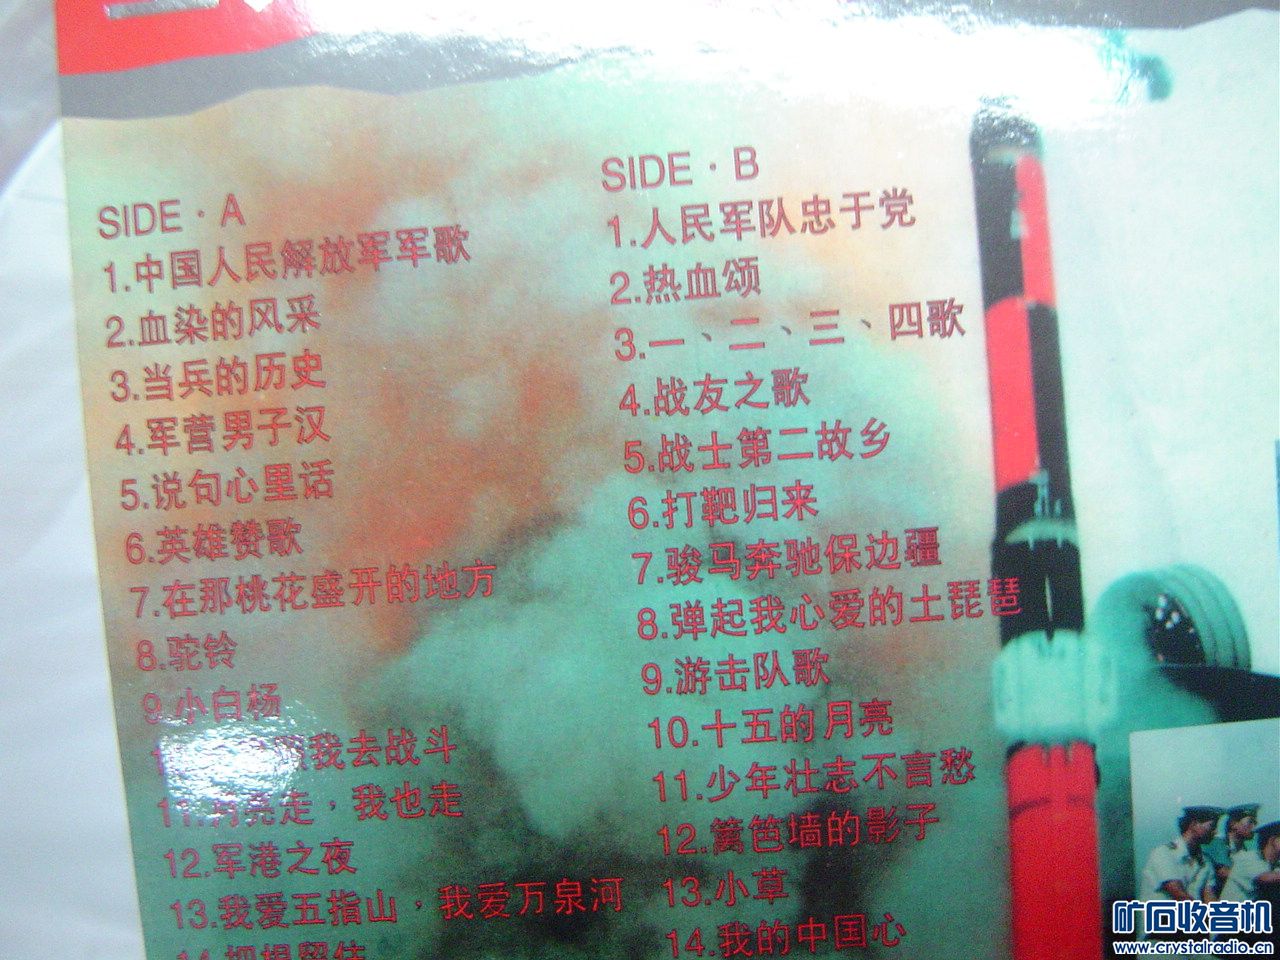 SIDE · A
1.中国人民解放军军歌
2.血染的风采
3.当兵的历史
4.军营男子汉
5.说句心里话
6.英雄赞歌
7.在那桃花盛开的地方
8.驼铃
9.小白杨
我去战斗
11.月亮走，我也走
12.军港之夜
13.我爱五指山，我爱万泉河
14.把根留住
SIDE · B
1.人民军队忠于党
2.热血颂
3.一、二、三、四歌
4.战友之歌
5.战士第二故乡
6.打靶归来
7.骏马奔驰保边疆
8.弹起我心爱的土琵琶
9.游击队歌
10.十五的月亮
11.少年壮志不言愁
12.篱笆墙的影子
13.小草
14.我的中国心
矿石收音机
www.crystalradio.cn